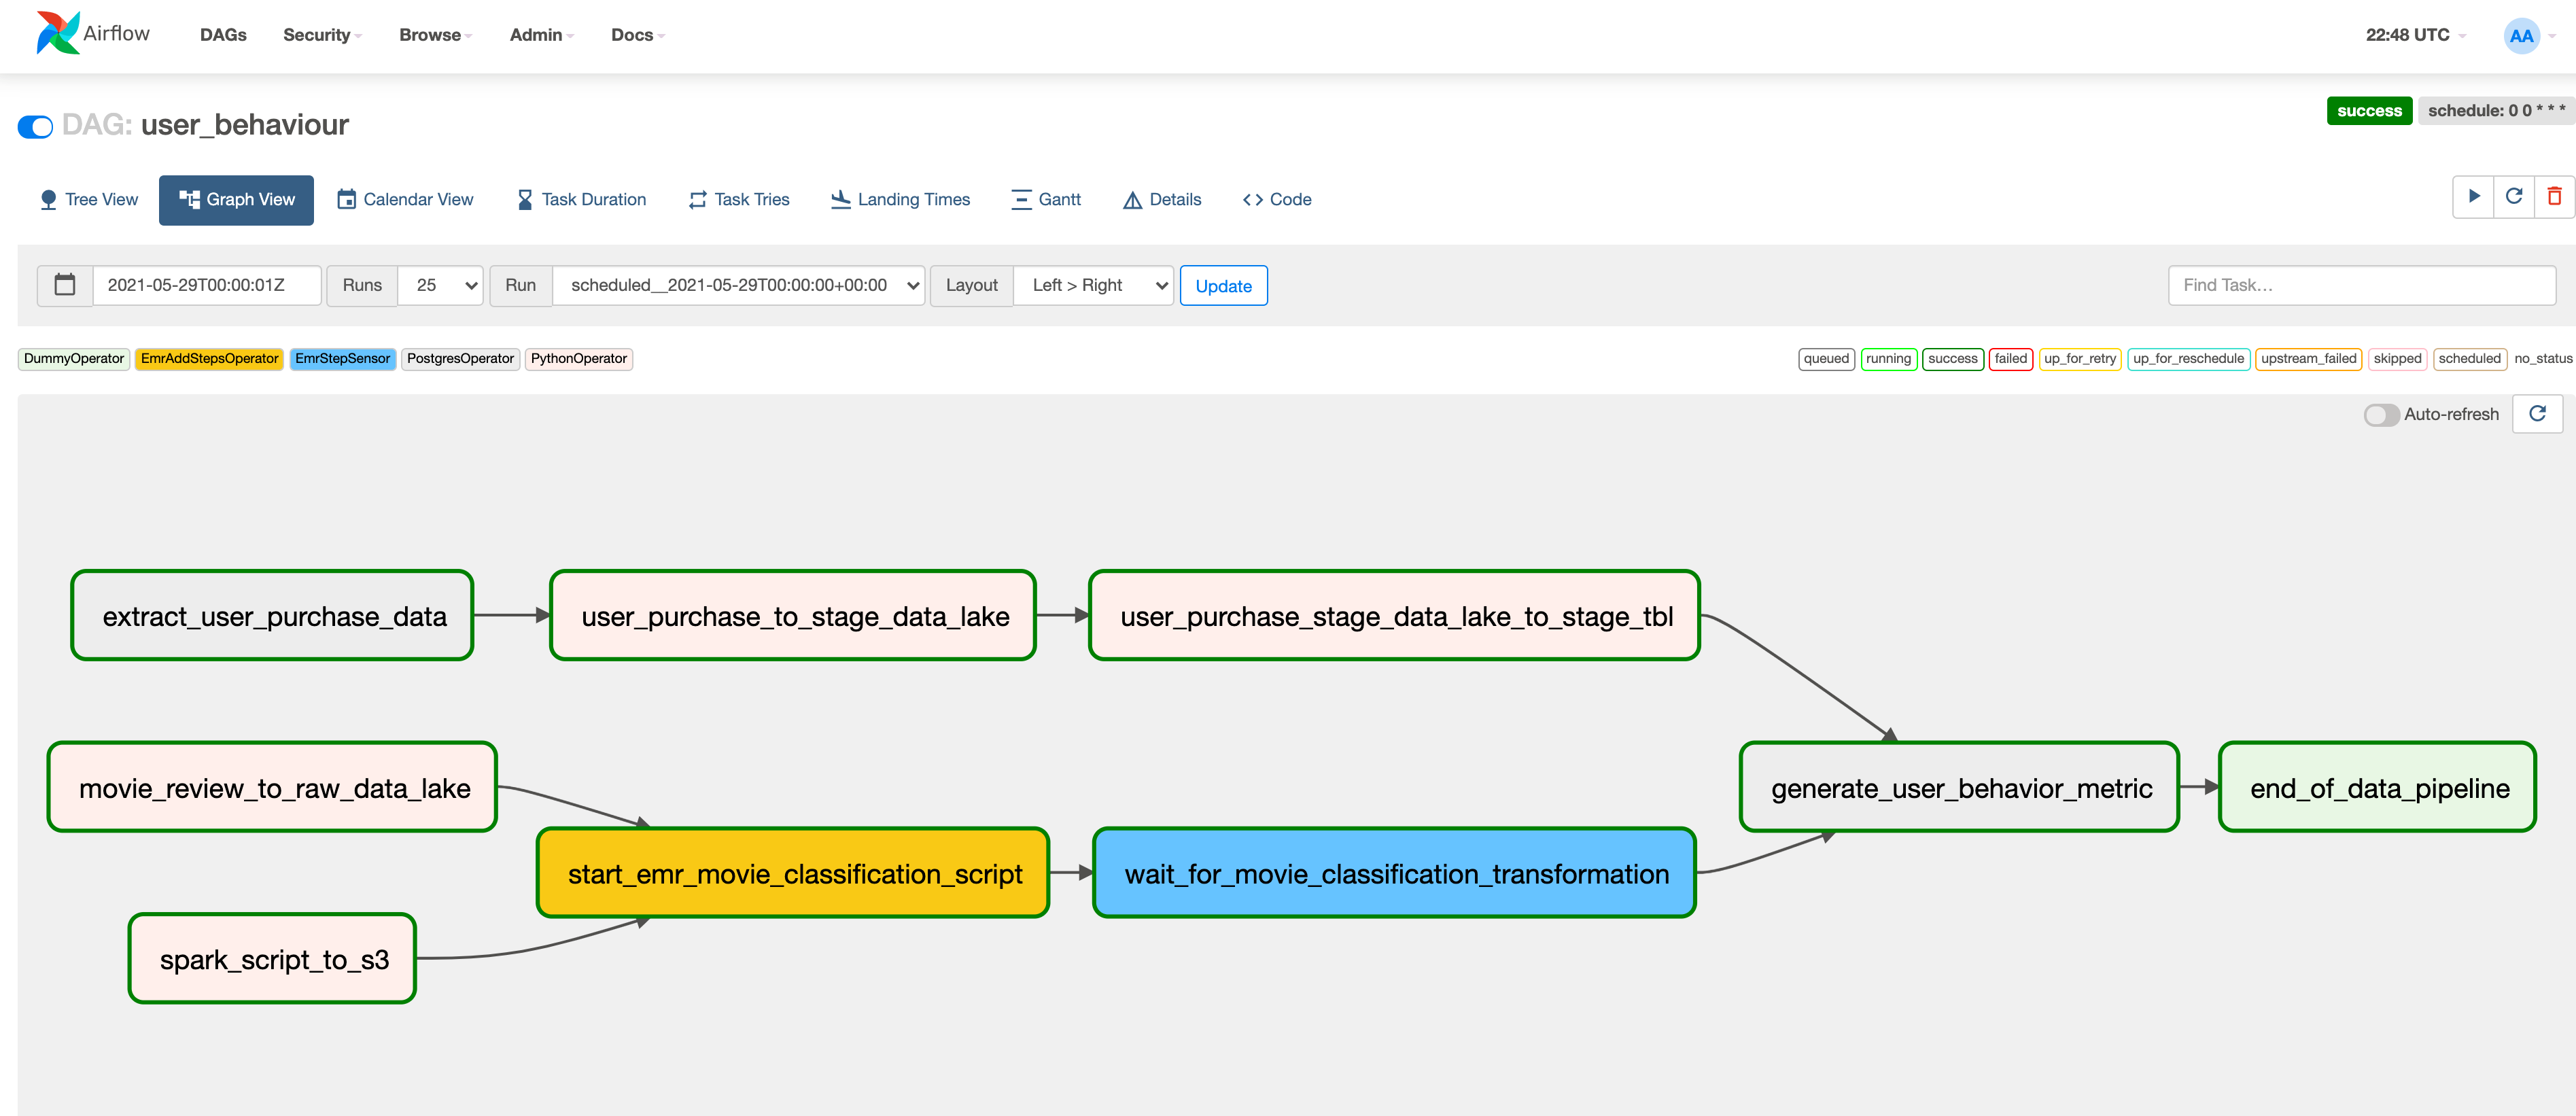 Airflow DAGs Security Browse Admin Docs 22:48 UTC AA
DAG: user_behaviour success schedule: 0 0 * * *
Tree View Graph View Calendar View Task Duration Task Tries Landing Times Gantt Details Code
2021-05-29T00:00:01Z Runs 25 Run scheduled__2021-05-29T00:00:00+00:00 Layout Left > Right Update Find Task...
DummyOperator EmrAddStepsOperator EmrStepSensor PostgresOperator PythonOperator queued running success failed up_for_retry up_for_reschedule upstream_failed skipped scheduled no_status
Auto-refresh
extract_user_purchase_data user_purchase_to_stage_data_lake user_purchase_stage_data_lake_to_stage_tbl
movie_review_to_raw_data_lake generate_user_behavior_metric end_of_data_pipeline
start_emr_movie_classification_script wait_for_movie_classification_transformation
spark_script_to_s3